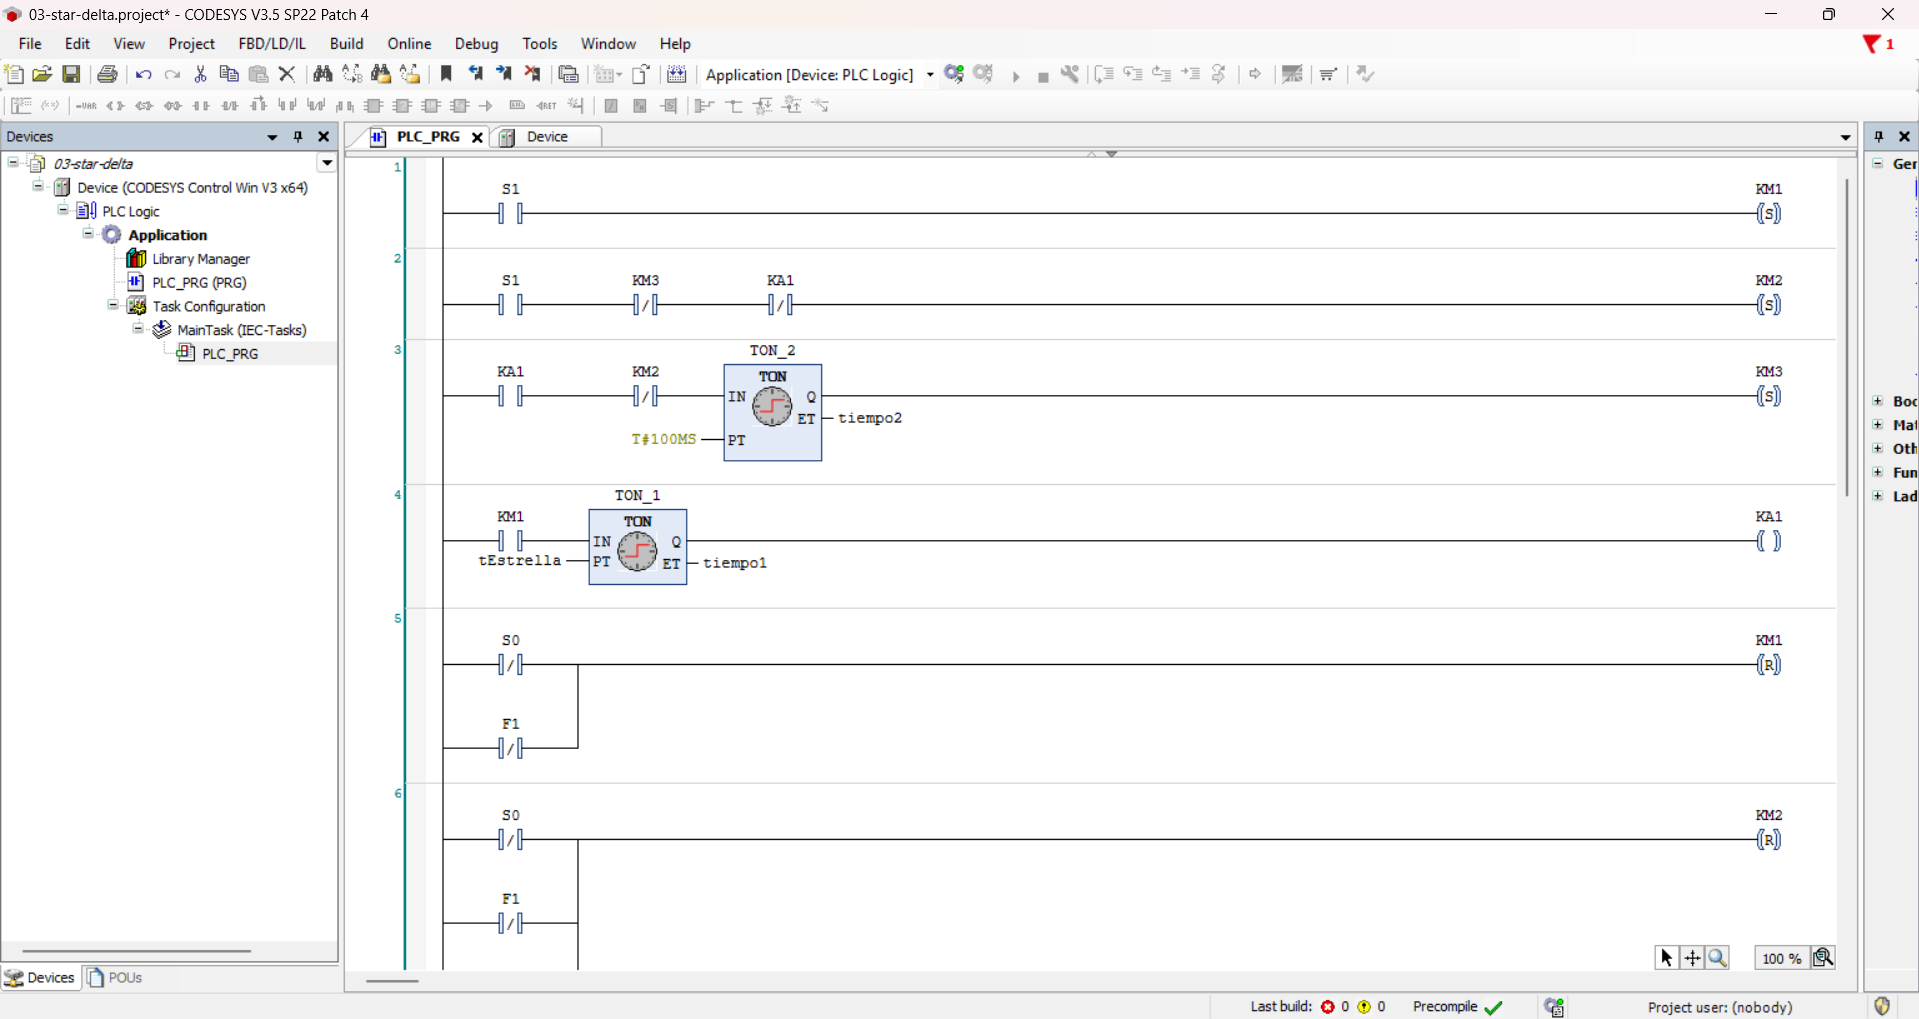 03-star-delta.project* - CODESYS V3.5 SP22 Patch 4
File Edit View Project FBD/LD/IL Build Online Debug Tools Window Help
1
Application [Device: PLC Logic]
Devices
PLC_PRG Device
03-star-delta
Device (CODESYS Control Win V3 x64)
PLC Logic
Application
Library Manager
PLC_PRG (PRG)
Task Configuration
MainTask (IEC-Tasks)
PLC_PRG
1
S1 KM1
S
2
S1 KM3 KA1 KM2
S
3
TON_2
KA1 KM2 TON KM3
IN Q S
ET tiempo2
T#100MS PT
4
TON_1
KM1 TON KA1
IN Q
tEstrella PT ET tiempo1
5
S0 KM1
R
F1
6
S0 KM2
R
F1
100 %
Devices POUs
Last build: 0 0 Precompile Project user: (nobody)